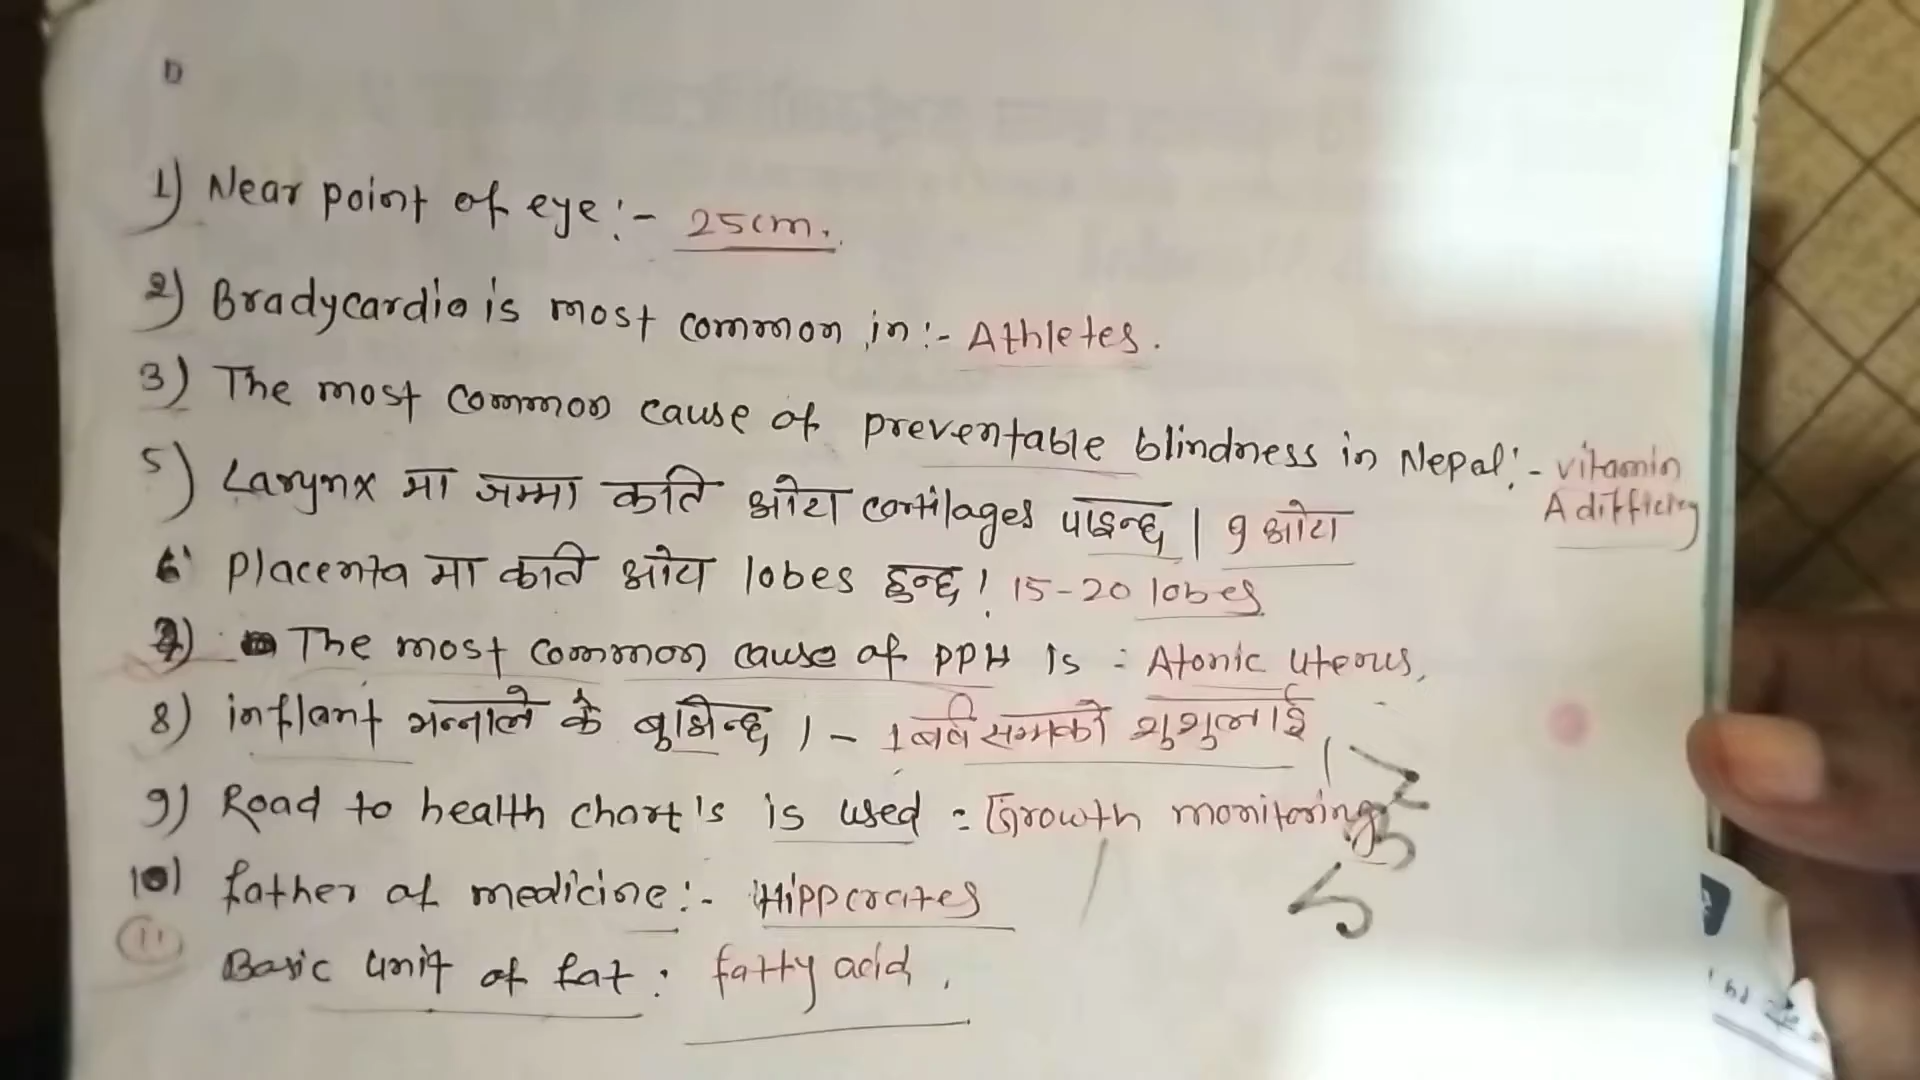 1) Near point of eye:- 25cm.
2) Bradycardia is most common in:- Athletes.
3) The most common cause of preventable blindness in Nepal:- vitamin
A difficiency
5) Larynx मा जम्मा कति ओटा cartilages पाइन्छ | 9 ओटा
6 Placenta मा कति ओटा lobes हुन्छ! 15-20 lobes
7) The most common cause of PPH is : Atonic uterus,
8) inflant भन्नाले के बुझिन्छ । - 1 बर्ष सम्मको शुशुलाई
9) Road to health chart's is used = Growth monitoring
10) father of medicine:- Hippcrates
11
Basic unit of fat: fatty acid.